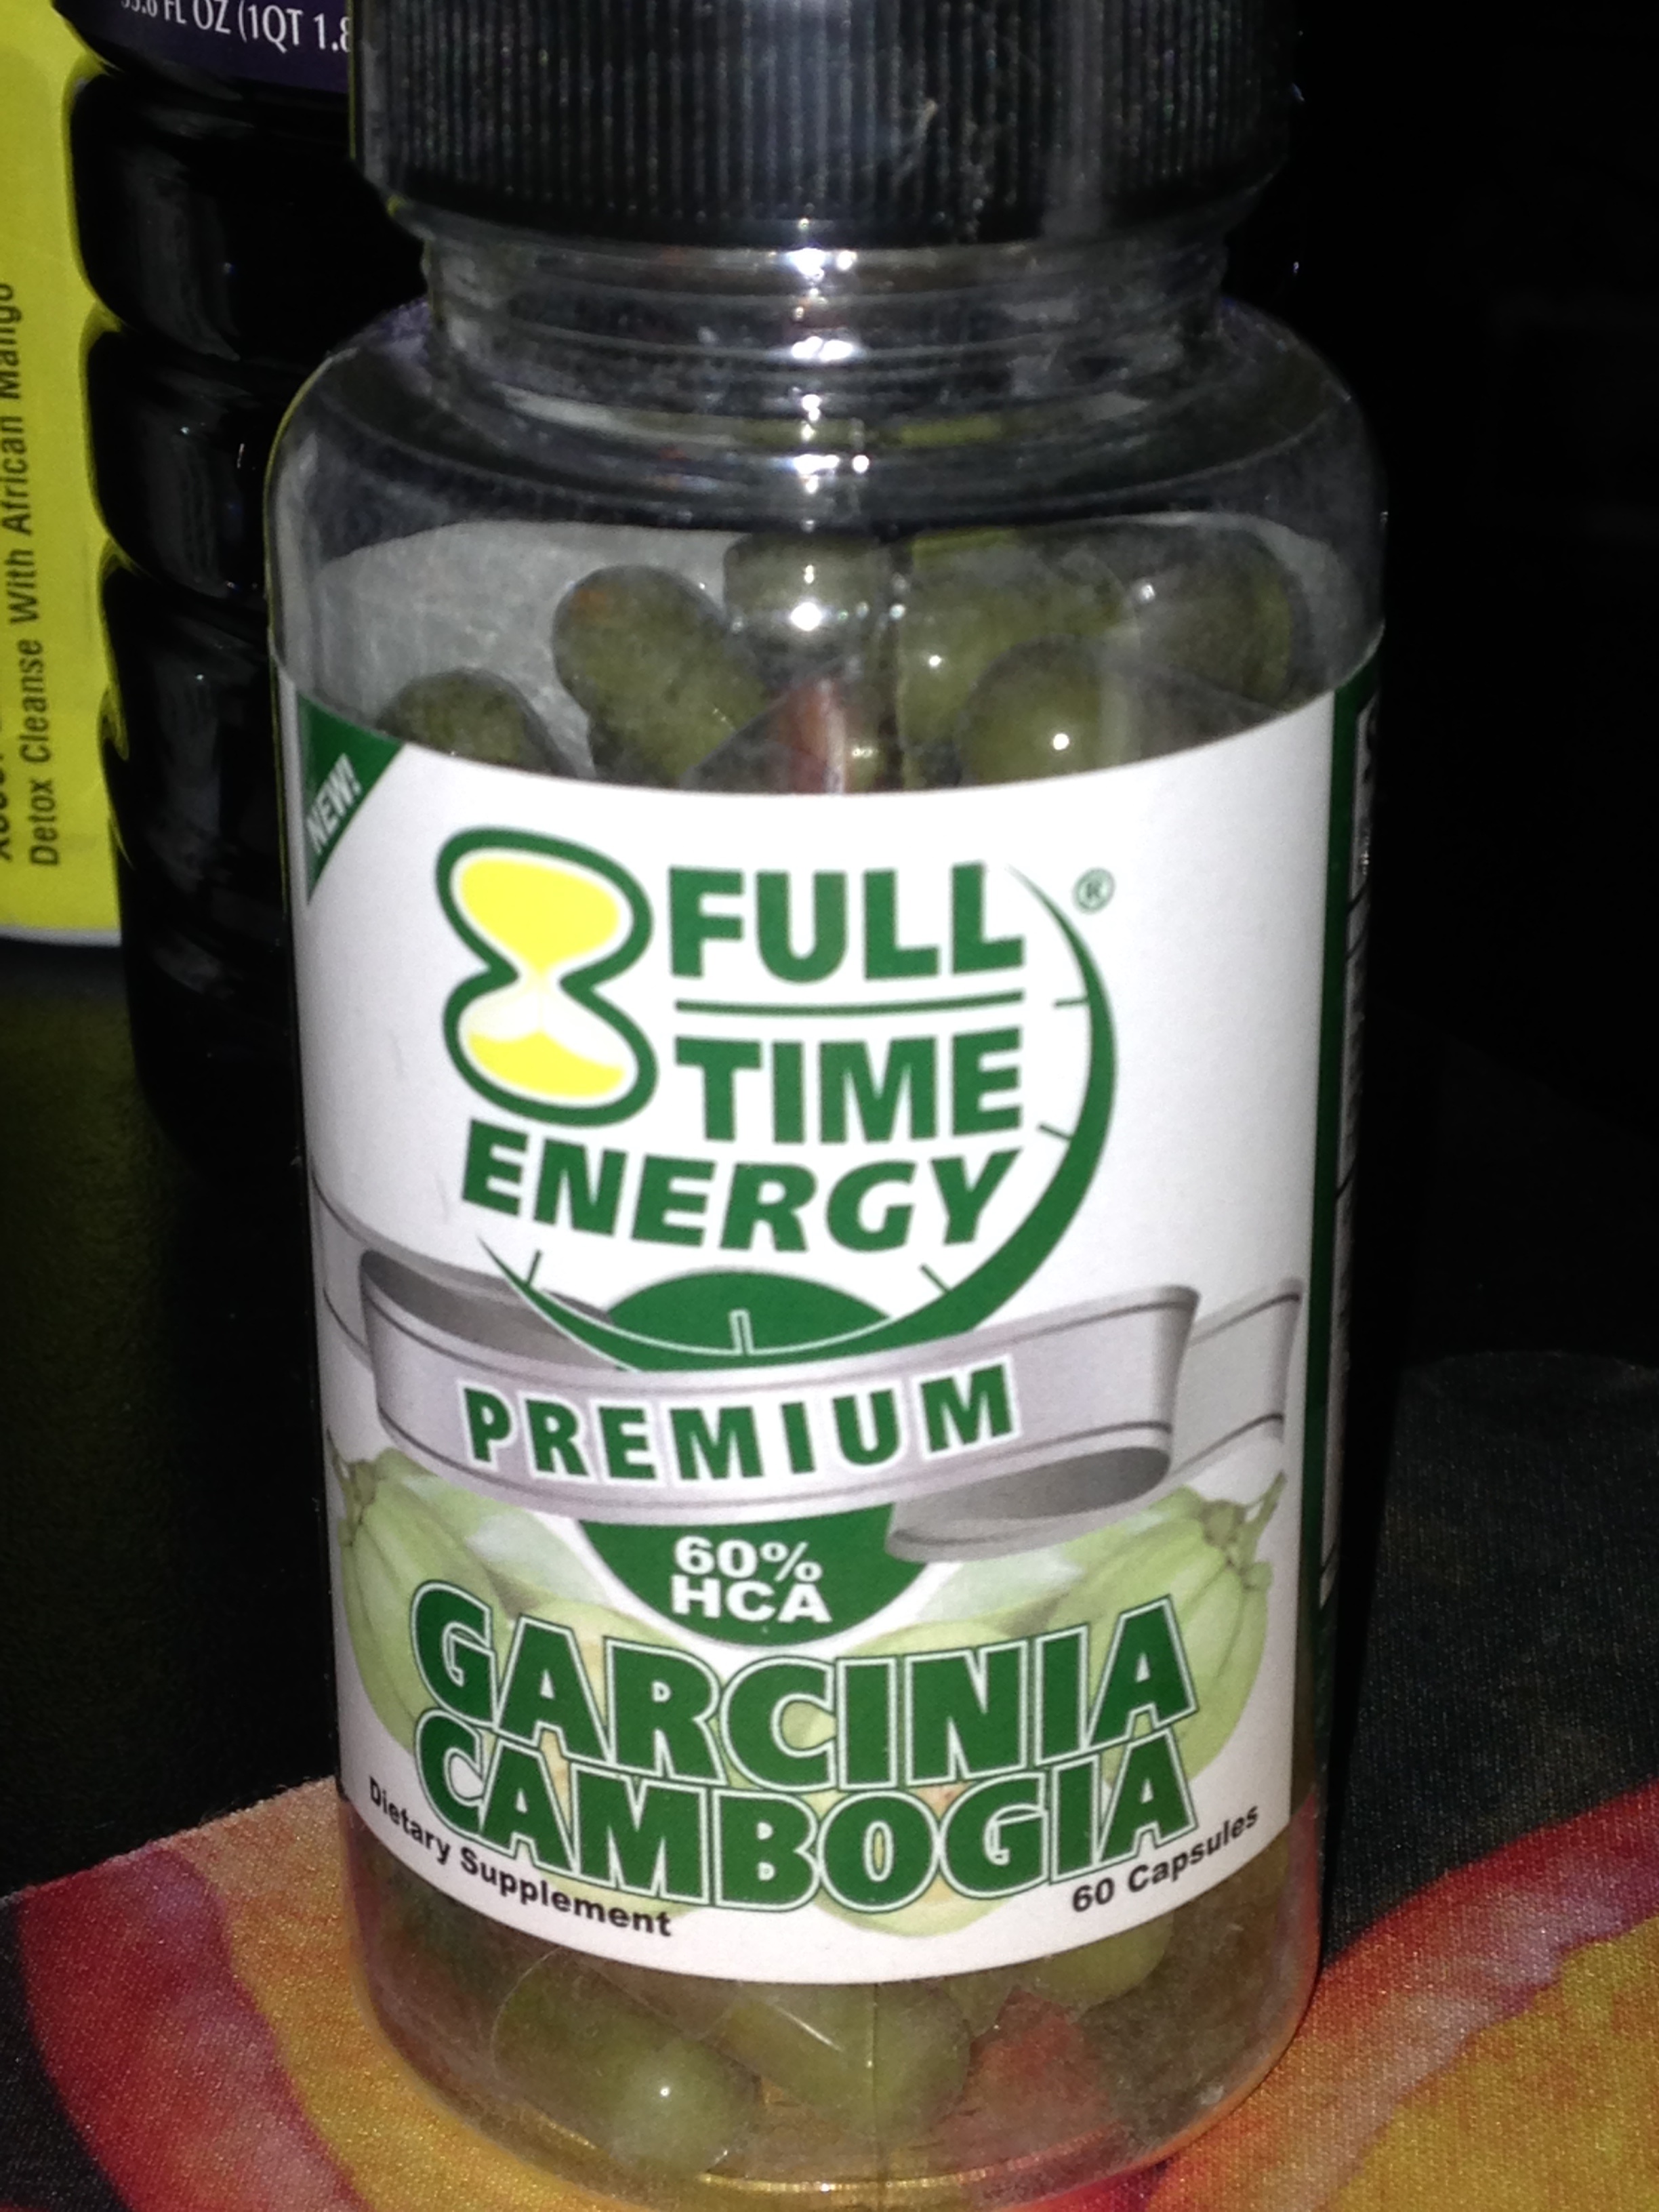 FL OZ (1QT 1.8
Detox Cleanse With African Mango
NEW!
FULL
TIME
ENERGY
®
PREMIUM
60%
HCA
GARCINIA
CAMBOGIA
Dietary Supplement
60 Capsules